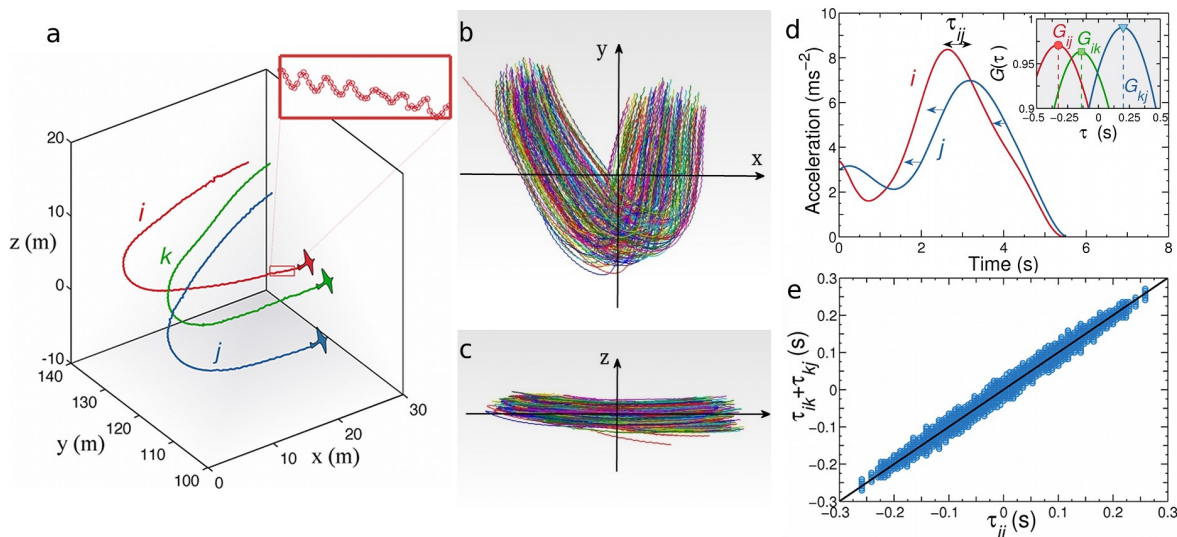 a
z (m)
20
10
0
-10
140
130
120
110
100
y (m)
0
10
20
30
x (m)
i
k
j
b
y
x
c
z
d
Acceleration (ms⁻²)
10
8
6
4
2
0
0
2
4
6
8
Time (s)
τij
i
j
G(τ)
0.95
0.9
-0.5
-0.25
0
0.25
0.5
τ (s)
Gij
Gik
Gkj
e
τik+τkj (s)
0.3
0.2
0.1
0
-0.1
-0.2
-0.3
-0.3
-0.2
-0.1
0
0.1
0.2
0.3
τij (s)